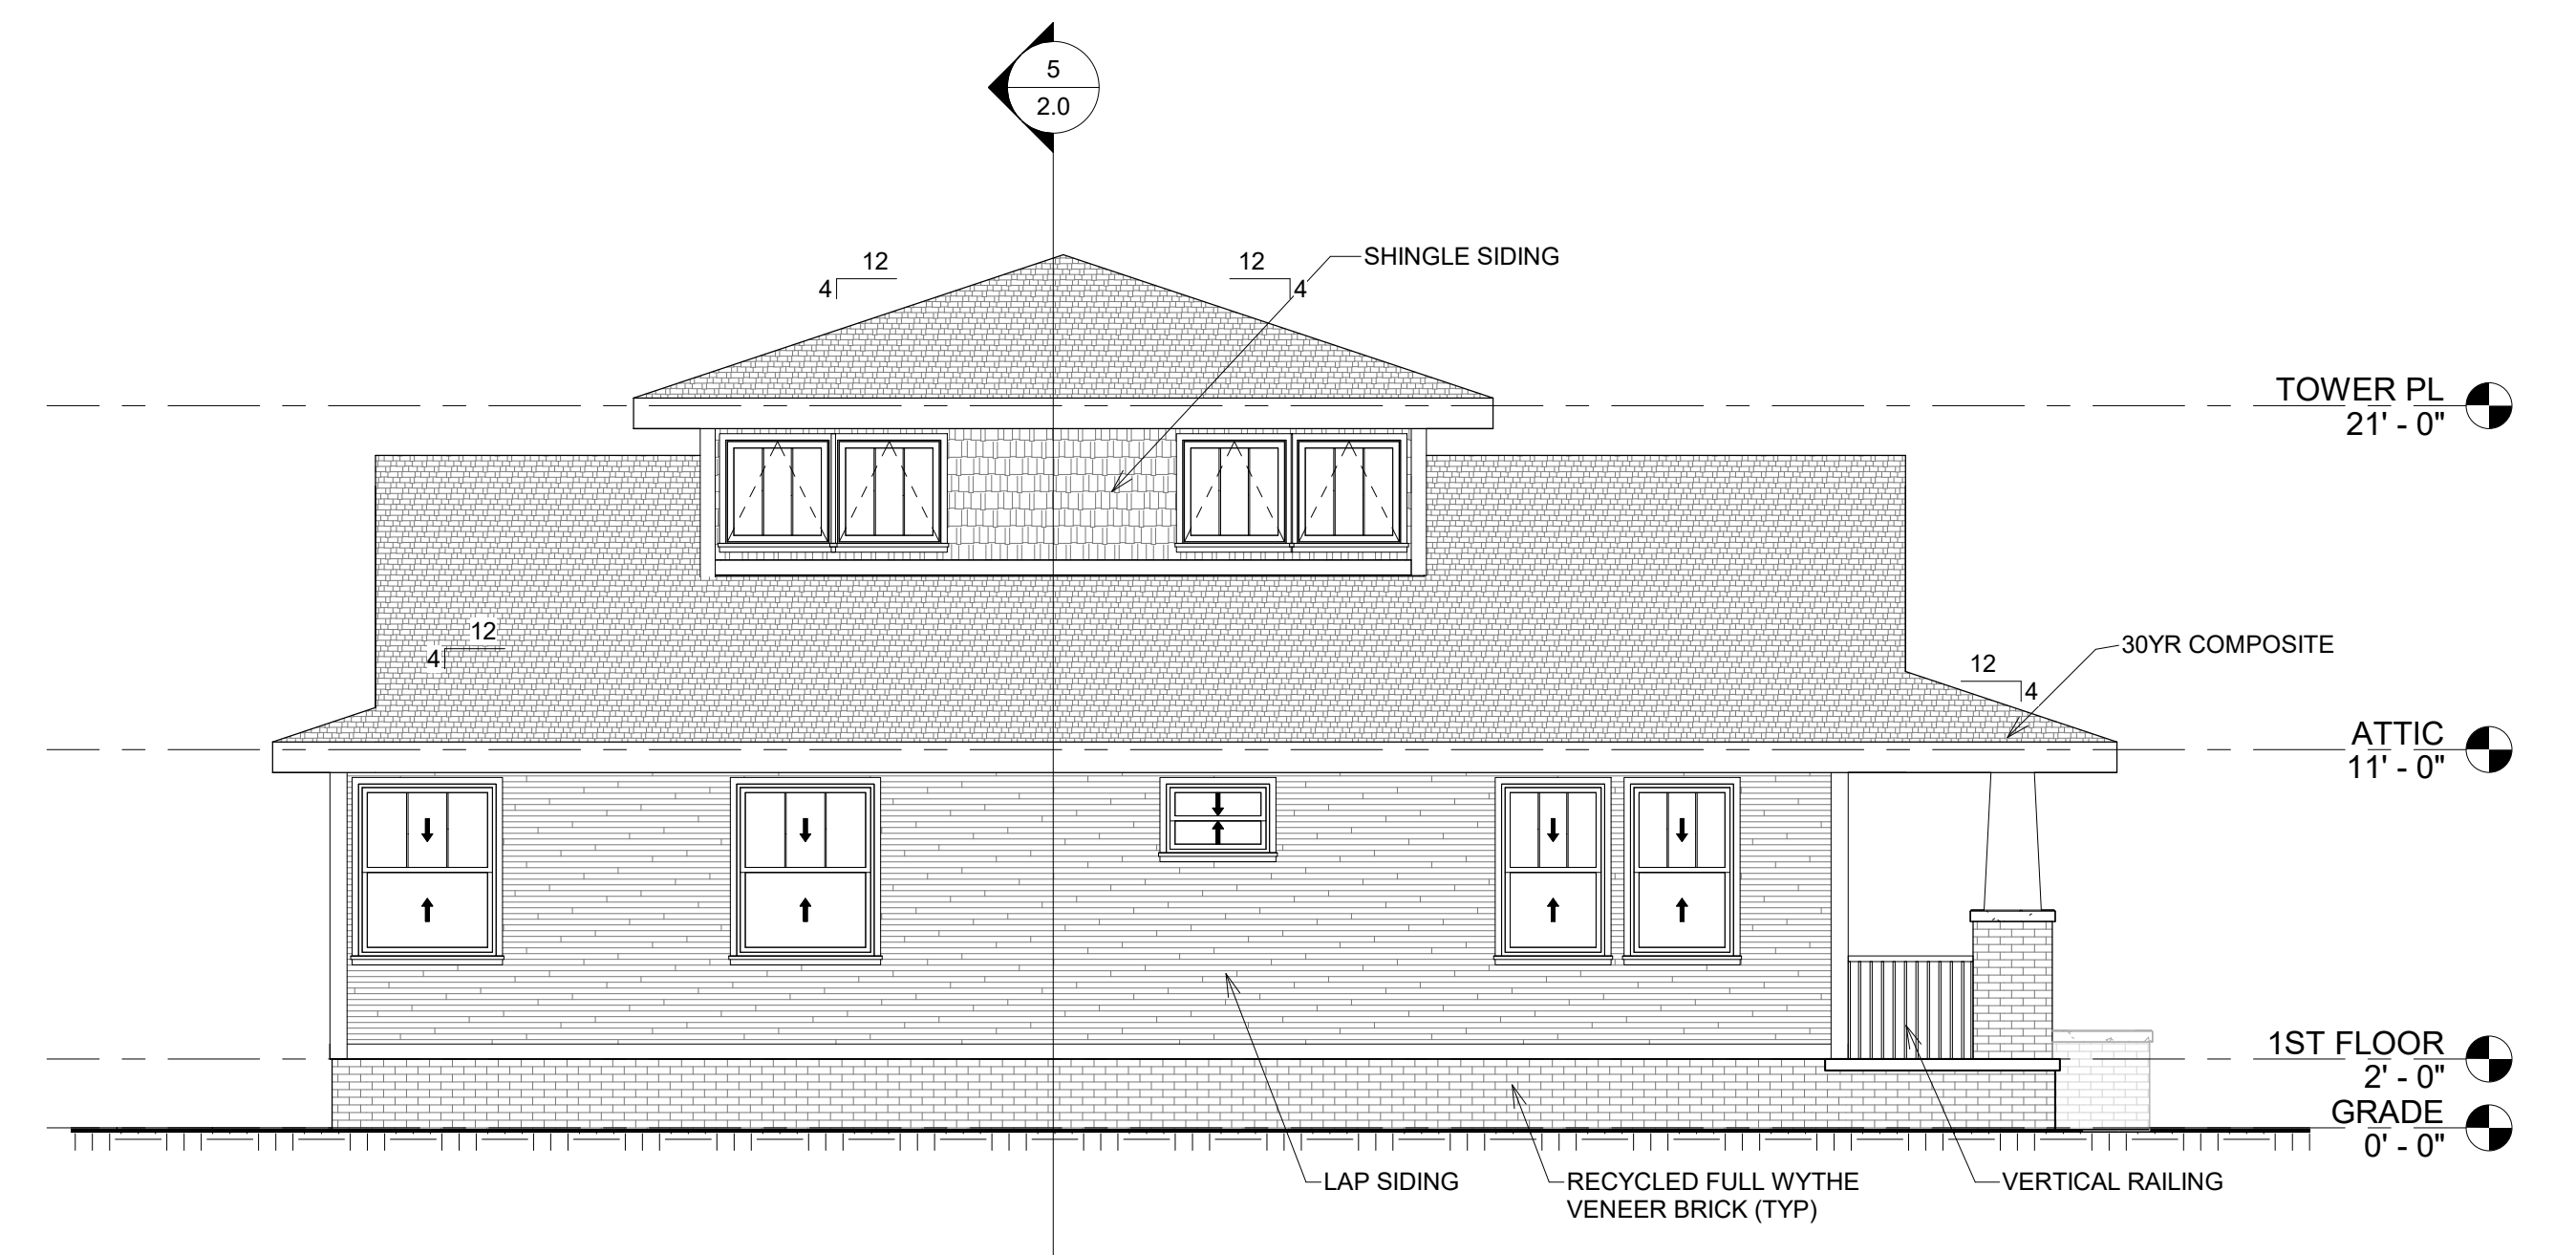 5
2.0
12
4
12
4
SHINGLE SIDING
TOWER PL
21' - 0"
12
4
12
4
30YR COMPOSITE
ATTIC
11' - 0"
1ST FLOOR
2' - 0"
GRADE
0' - 0"
LAP SIDING
RECYCLED FULL WYTHE
VENEER BRICK (TYP)
VERTICAL RAILING